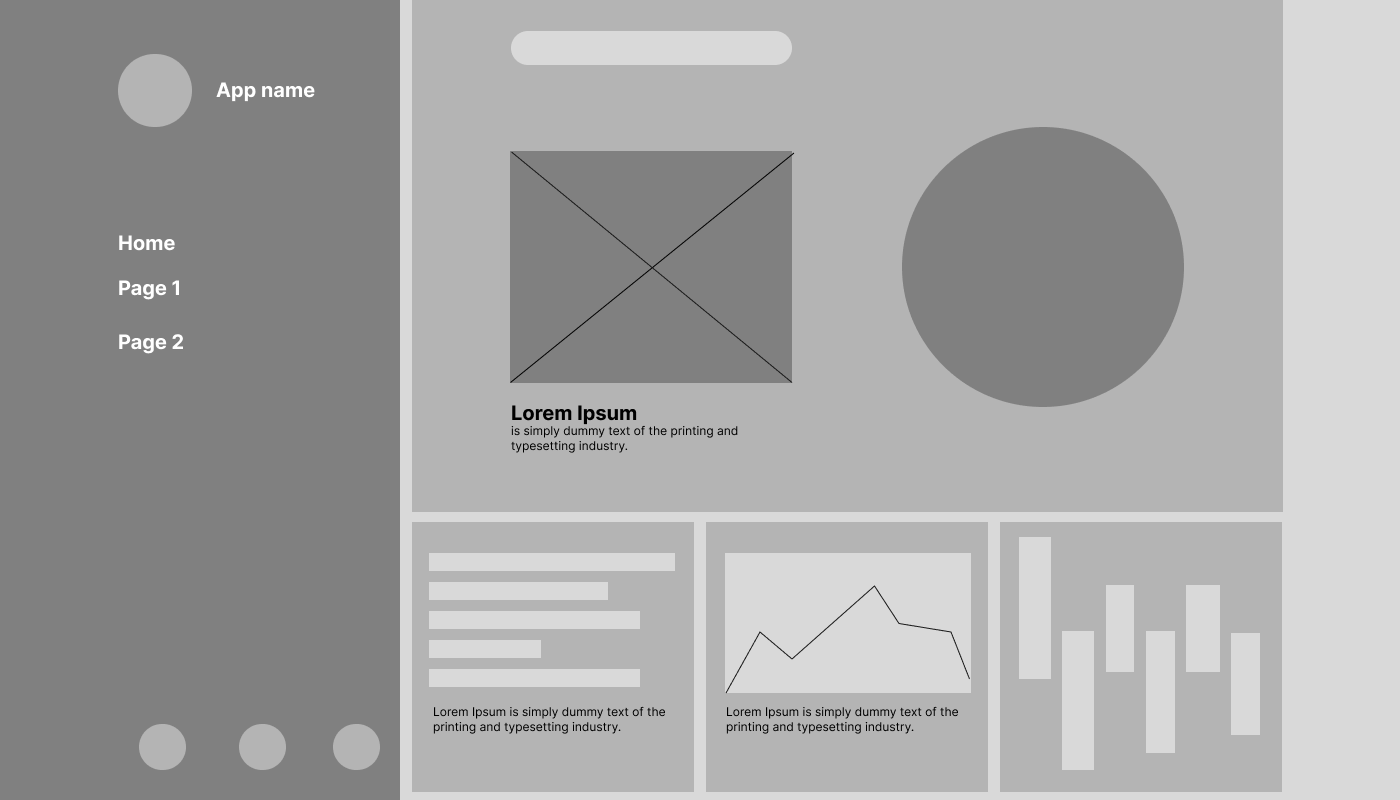 App name
Home
Page 1
Page 2
Lorem Ipsum
is simply dummy text of the printing and
typesetting industry.
Lorem Ipsum is simply dummy text of the
printing and typesetting industry.
Lorem Ipsum is simply dummy text of the
printing and typesetting industry.